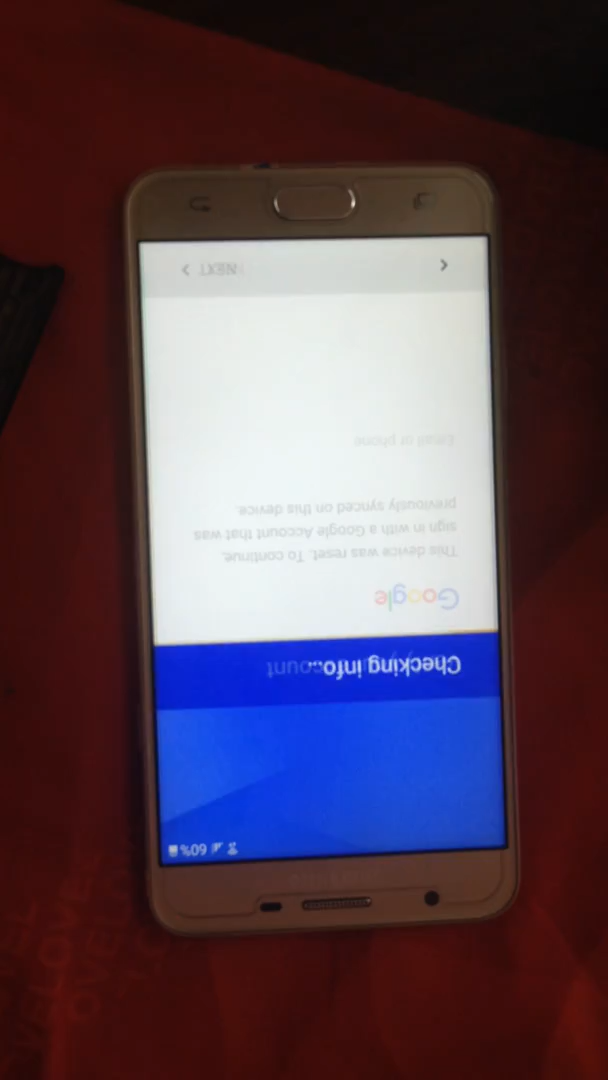 60%
Checking info...
Google
This device was reset. To continue,
sign in with a Google Account that was
previously synced on this device.
Email or phone
NEXT